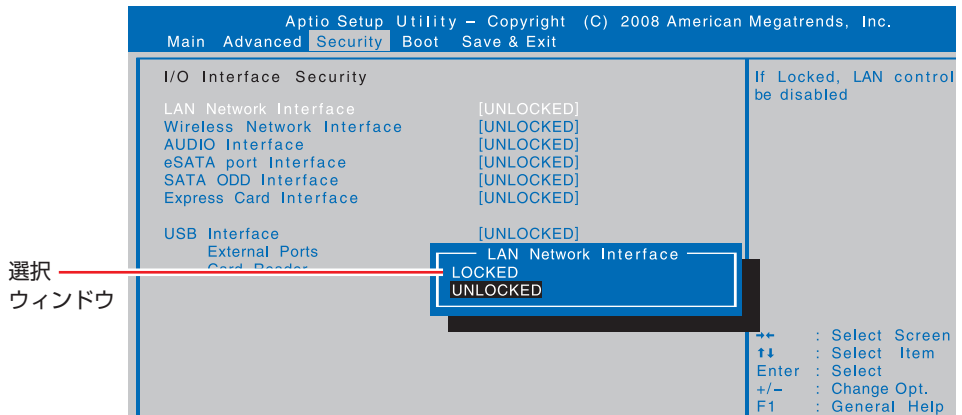 Aptio Setup Utility – Copyright (C) 2008 American Megatrends, Inc.
Main Advanced Security Boot Save & Exit
I/O Interface Security
LAN Network Interface [UNLOCKED]
Wireless Network Interface [UNLOCKED]
AUDIO Interface [UNLOCKED]
eSATA port Interface [UNLOCKED]
SATA ODD Interface [UNLOCKED]
Express Card Interface [UNLOCKED]
USB Interface [UNLOCKED]
External Ports
Card Reader
LAN Network Interface
LOCKED
UNLOCKED
選択
ウィンドウ
If Locked, LAN control
be disabled
→← : Select Screen
↑↓ : Select Item
Enter : Select
+/– : Change Opt.
F1 : General Help